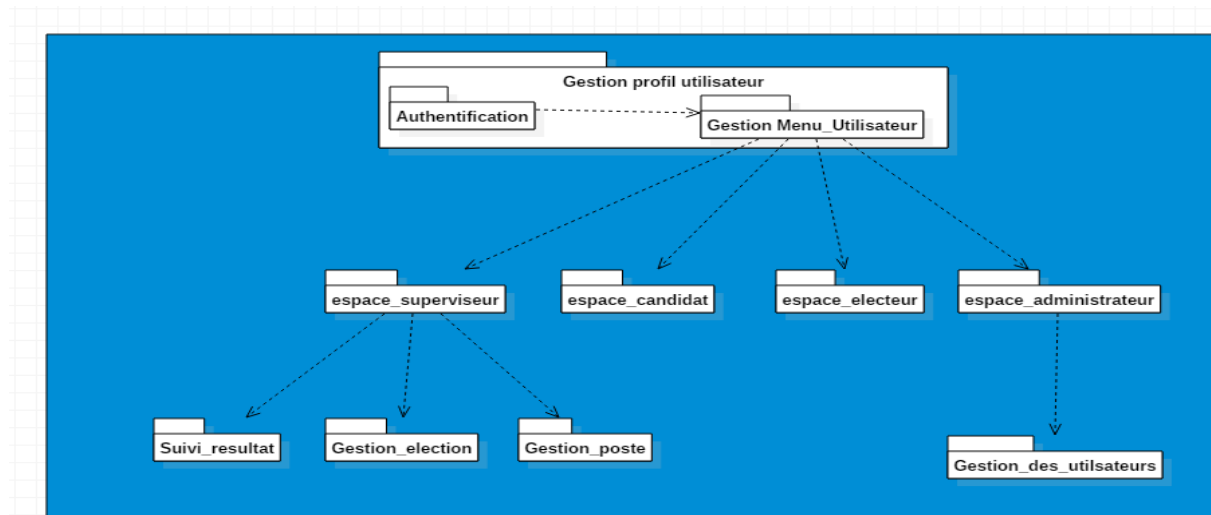 Gestion profil utilisateur
Authentification
Gestion Menu_Utilisateur
espace_superviseur
espace_candidat
espace_electeur
espace_administrateur
Suivi_resultat
Gestion_election
Gestion_poste
Gestion_des_utilsateurs